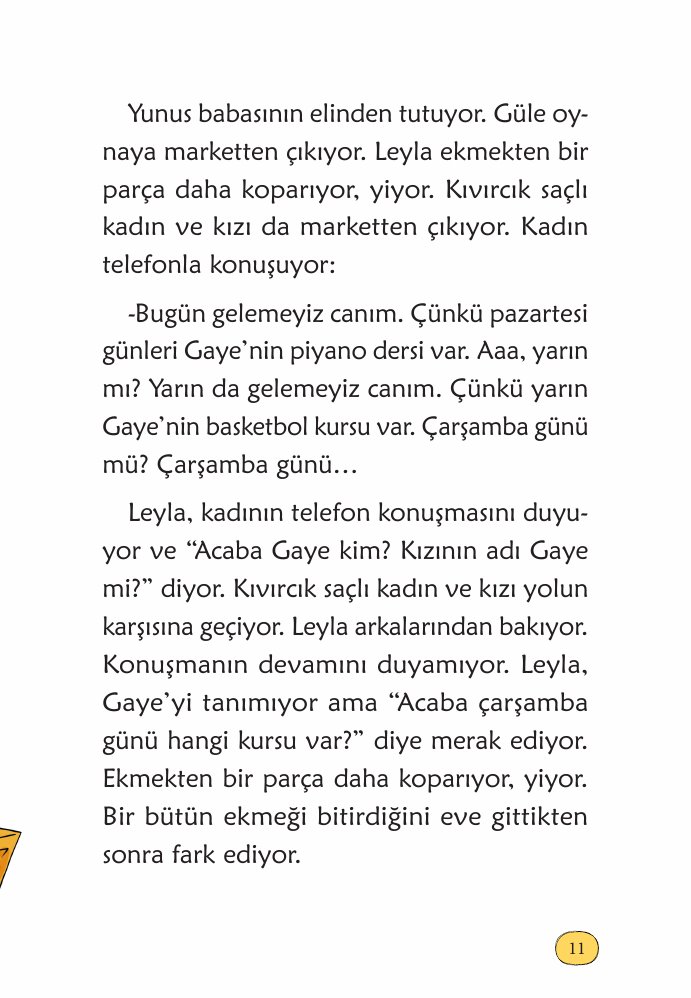 Yunus babasının elinden tutuyor. Güle oy-
naya marketten çıkıyor. Leyla ekmekten bir
parça daha koparıyor, yiyor. Kıvırcık saçlı
kadın ve kızı da marketten çıkıyor. Kadın
telefonla konuşuyor:
-Bugün gelemeyiz canım. Çünkü pazartesi
günleri Gaye’nin piyano dersi var. Aaa, yarın
mı? Yarın da gelemeyiz canım. Çünkü yarın
Gaye’nin basketbol kursu var. Çarşamba günü
mü? Çarşamba günü…
Leyla, kadının telefon konuşmasını duyu-
yor ve “Acaba Gaye kim? Kızının adı Gaye
mi?” diyor. Kıvırcık saçlı kadın ve kızı yolun
karşısına geçiyor. Leyla arkalarından bakıyor.
Konuşmanın devamını duyamıyor. Leyla,
Gaye’yi tanımıyor ama “Acaba çarşamba
günü hangi kursu var?” diye merak ediyor.
Ekmekten bir parça daha koparıyor, yiyor.
Bir bütün ekmeği bitirdiğini eve gittikten
sonra fark ediyor.
11